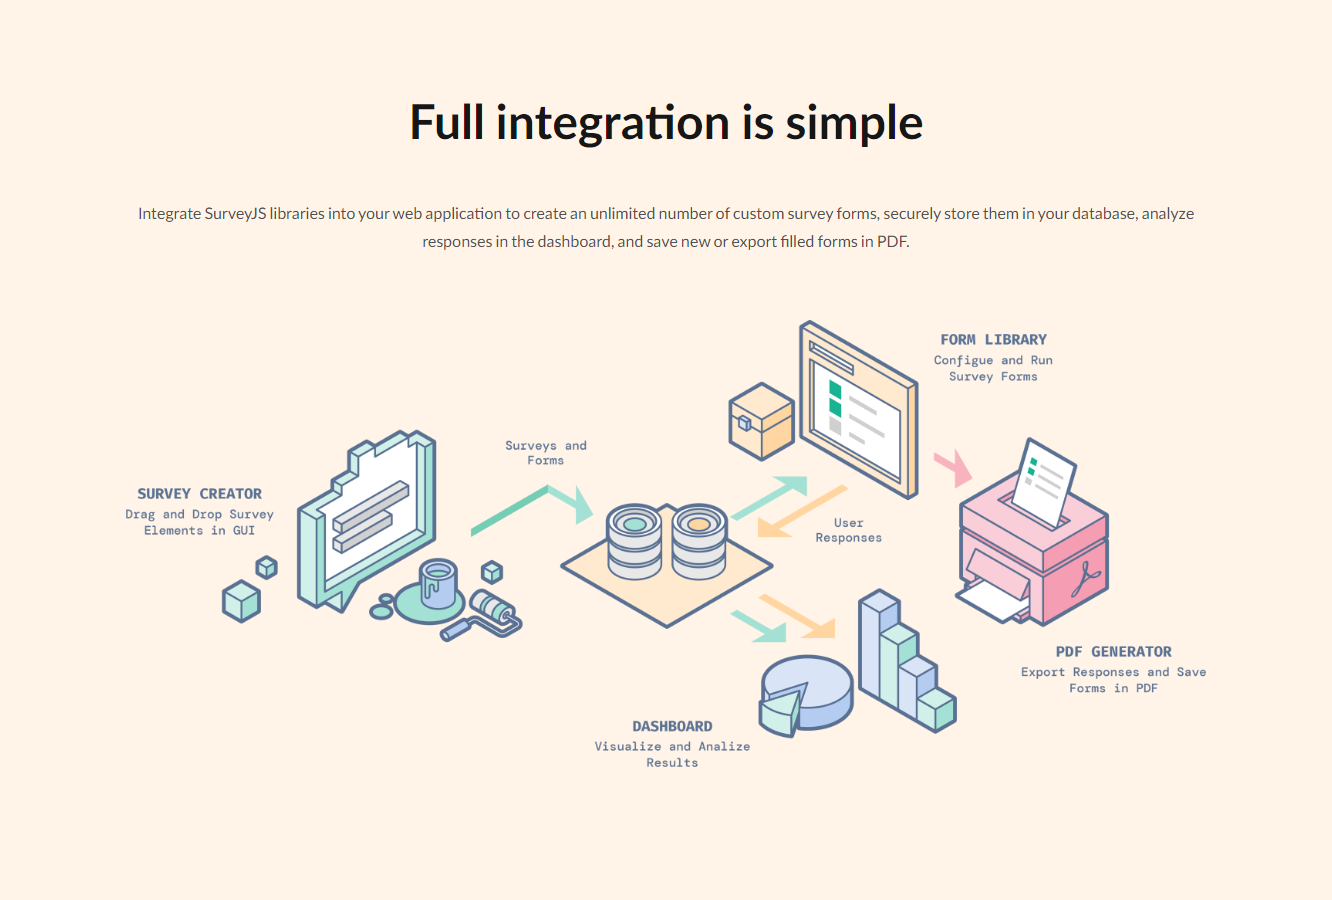 Full integration is simple
Integrate SurveyJS libraries into your web application to create an unlimited number of custom survey forms, securely store them in your database, analyze
responses in the dashboard, and save new or export filled forms in PDF.
FORM LIBRARY
Configue and Run
Survey Forms
Surveys and
Forms
SURVEY CREATOR
Drag and Drop Survey
Elements in GUI
User
Responses
PDF GENERATOR
Export Responses and Save
Forms in PDF
DASHBOARD
Visualize and Analize
Results